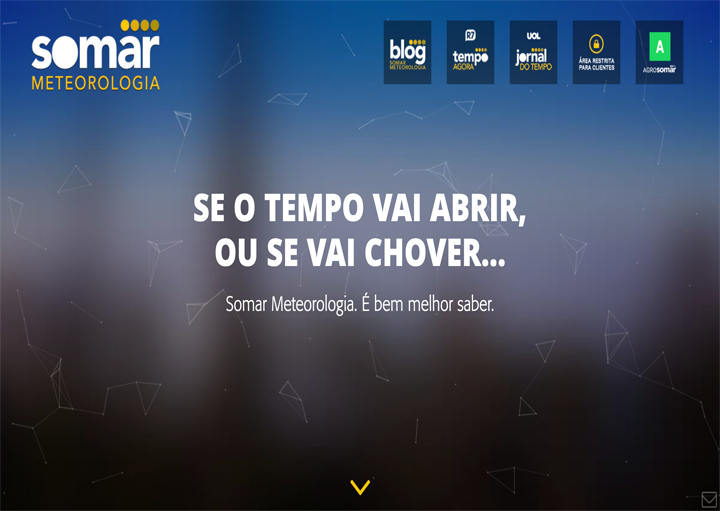 somar
METEOROLOGIA
blog
SOMAR
METEOROLOGIA
R7
tempo
AGORA
UOL
jornal
DO TEMPO
ÁREA RESTRITA
PARA CLIENTES
A
AGROsomar
SE O TEMPO VAI ABRIR,
OU SE VAI CHOVER...
Somar Meteorologia. É bem melhor saber.